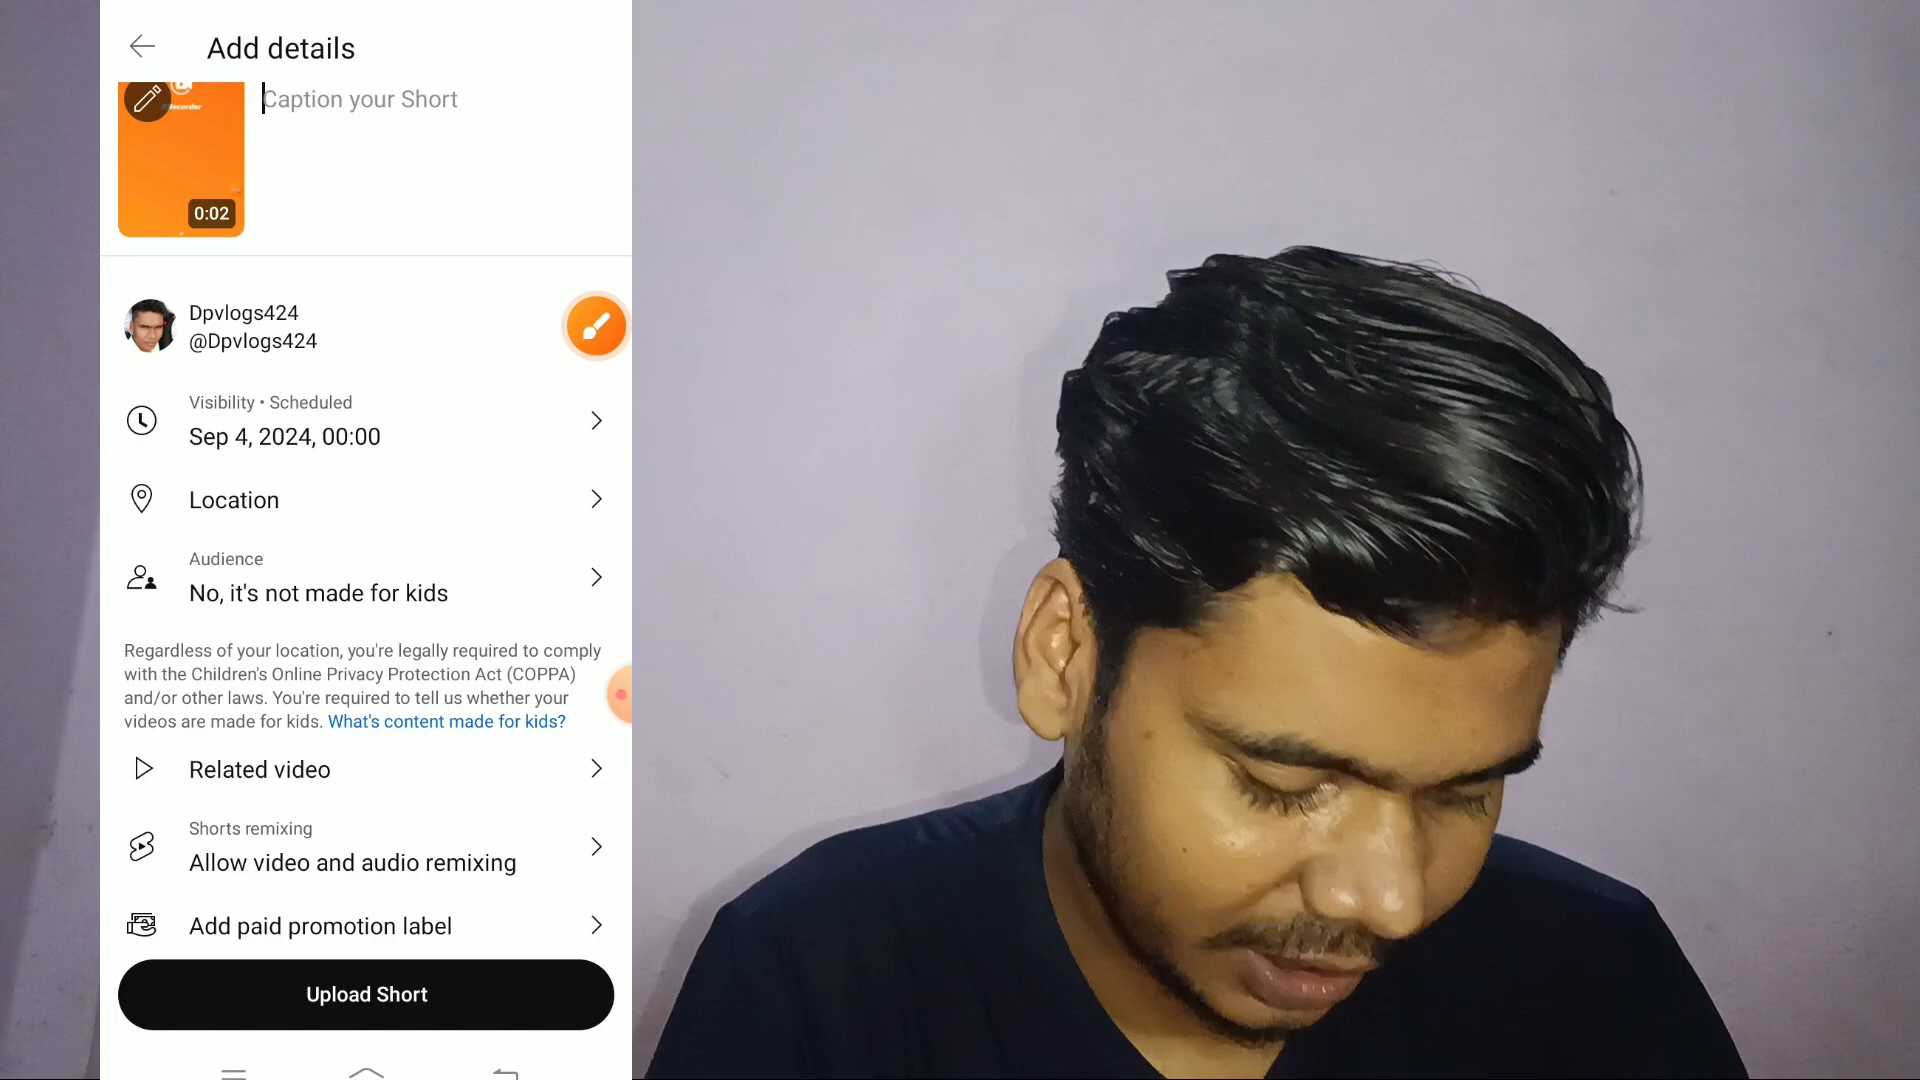 Add details
Caption your Short
0:02
Dpvlogs424
@Dpvlogs424
Visibility • Scheduled
Sep 4, 2024, 00:00
Location
Audience
No, it's not made for kids
Regardless of your location, you're legally required to comply
with the Children's Online Privacy Protection Act (COPPA)
and/or other laws. You're required to tell us whether your
videos are made for kids. What's content made for kids?
Related video
Shorts remixing
Allow video and audio remixing
Add paid promotion label
Upload Short